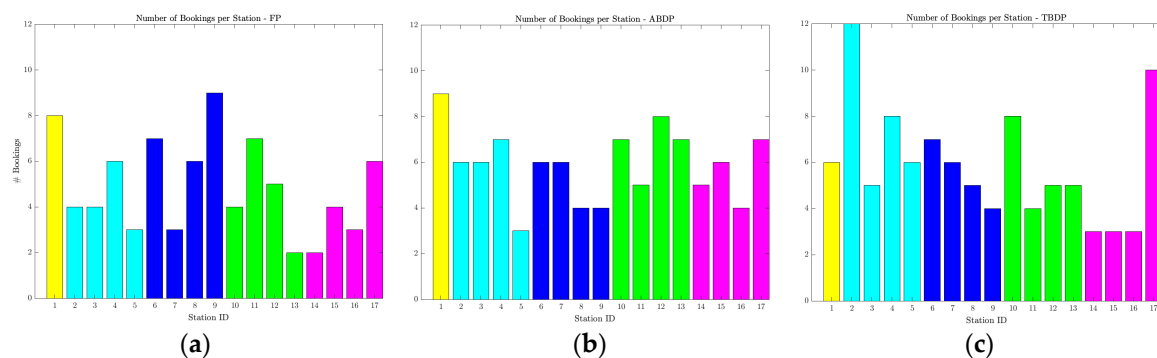 Number of Bookings per Station - FP
12
10
8
6
4
2
0
# Bookings
1 2 3 4 5 6 7 8 9 10 11 12 13 14 15 16 17
Station ID
(a)
Number of Bookings per Station - ABDP
12
10
8
6
4
2
0
1 2 3 4 5 6 7 8 9 10 11 12 13 14 15 16 17
Station ID
(b)
Number of Bookings per Station - TBDP
12
10
8
6
4
2
0
1 2 3 4 5 6 7 8 9 10 11 12 13 14 15 16 17
Station ID
(c)